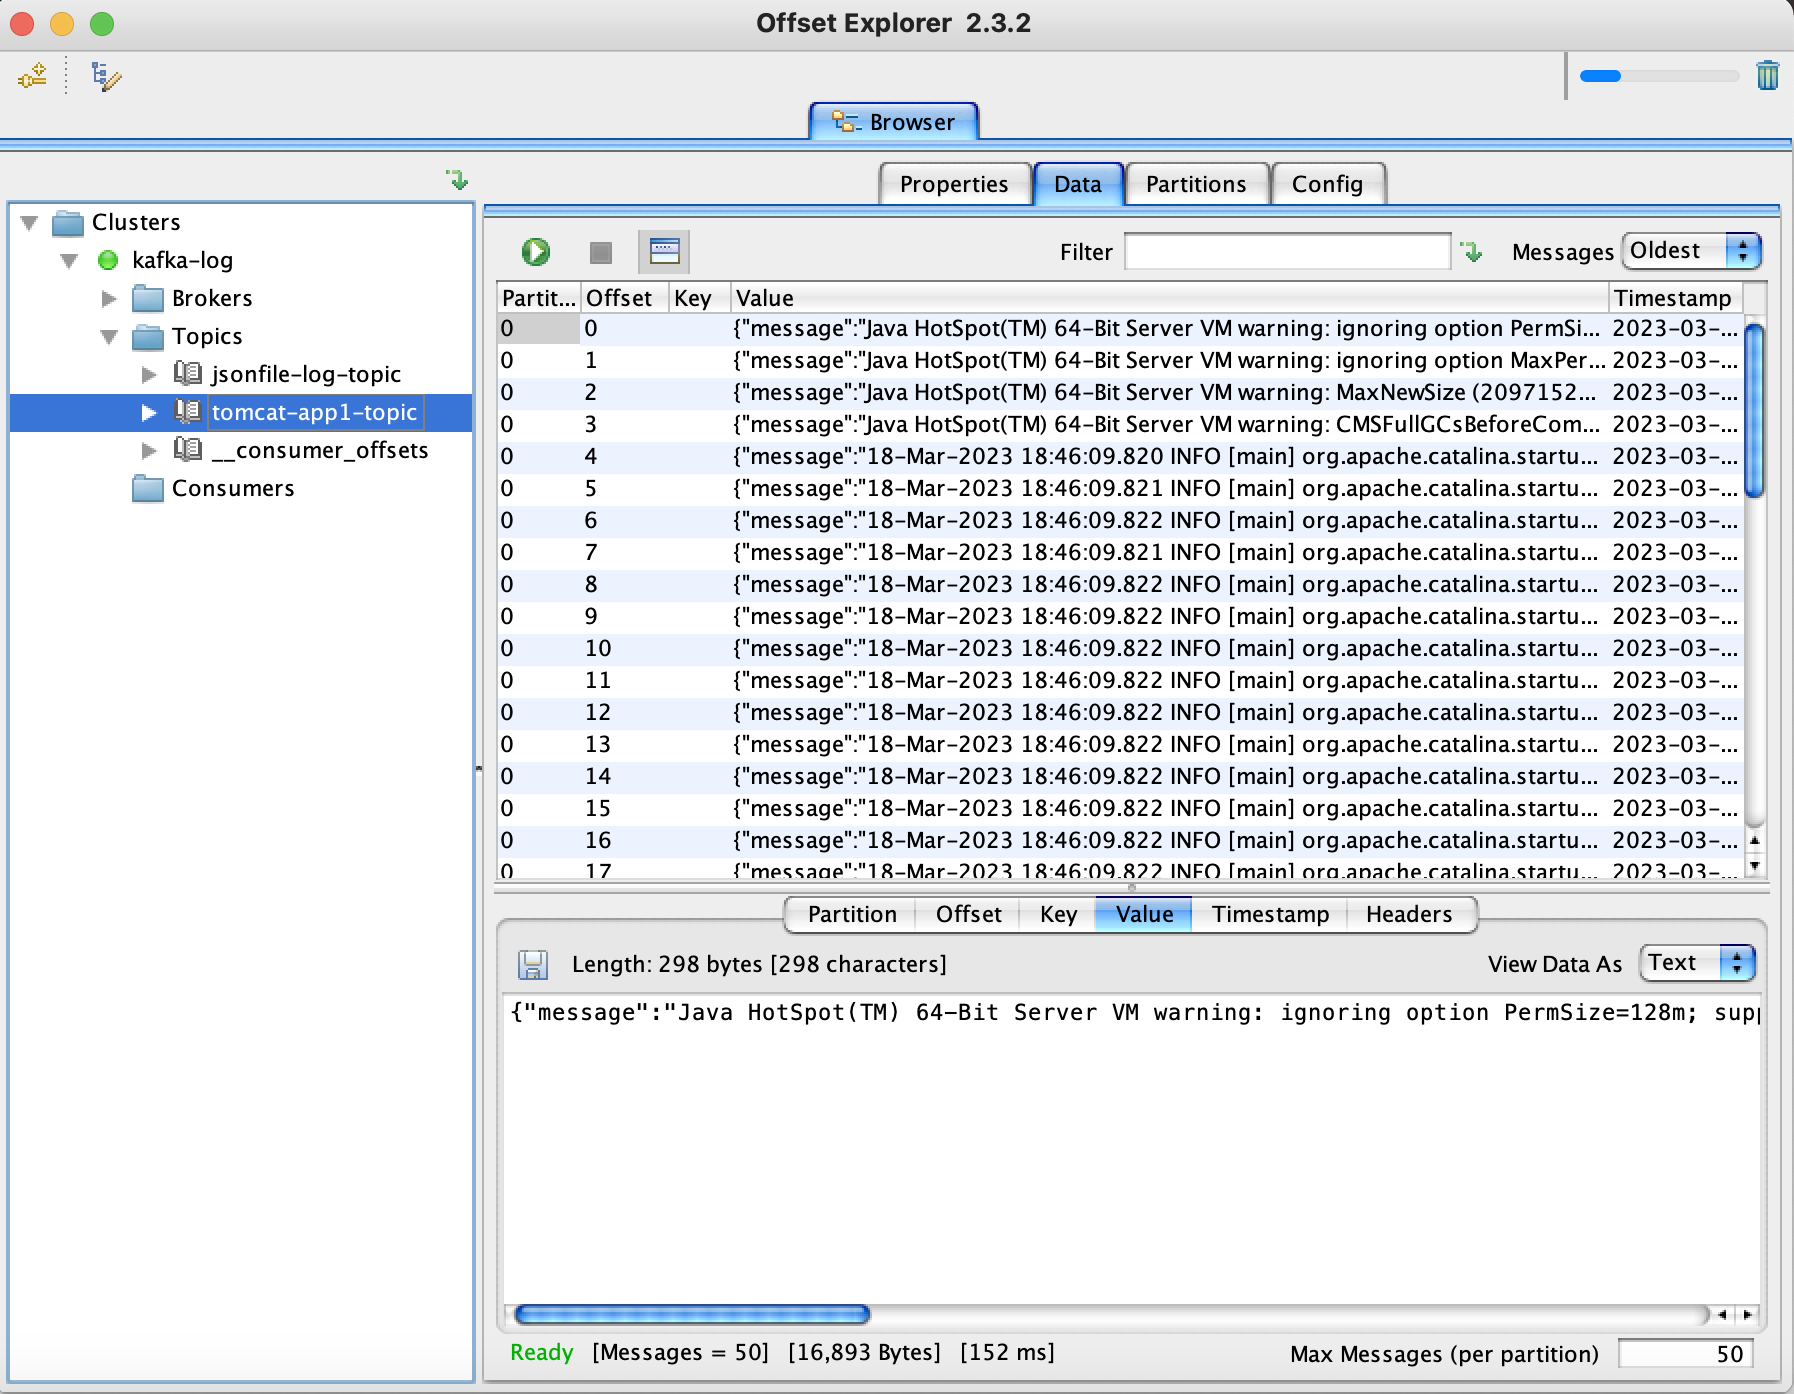 Offset Explorer  2.3.2
Browser
Properties Data Partitions Config
Clusters
kafka-log
Brokers
Topics
jsonfile-log-topic
tomcat-app1-topic
__consumer_offsets
Consumers
Filter Messages Oldest
Partit... Offset Key Value Timestamp
0 0 {"message":"Java HotSpot(TM) 64-Bit Server VM warning: ignoring option PermSi... 2023-03-...
0 1 {"message":"Java HotSpot(TM) 64-Bit Server VM warning: ignoring option MaxPer... 2023-03-...
0 2 {"message":"Java HotSpot(TM) 64-Bit Server VM warning: MaxNewSize (2097152... 2023-03-...
0 3 {"message":"Java HotSpot(TM) 64-Bit Server VM warning: CMSFullGCsBeforeCom... 2023-03-...
0 4 {"message":"18-Mar-2023 18:46:09.820 INFO [main] org.apache.catalina.startu... 2023-03-...
0 5 {"message":"18-Mar-2023 18:46:09.821 INFO [main] org.apache.catalina.startu... 2023-03-...
0 6 {"message":"18-Mar-2023 18:46:09.822 INFO [main] org.apache.catalina.startu... 2023-03-...
0 7 {"message":"18-Mar-2023 18:46:09.821 INFO [main] org.apache.catalina.startu... 2023-03-...
0 8 {"message":"18-Mar-2023 18:46:09.822 INFO [main] org.apache.catalina.startu... 2023-03-...
0 9 {"message":"18-Mar-2023 18:46:09.822 INFO [main] org.apache.catalina.startu... 2023-03-...
0 10 {"message":"18-Mar-2023 18:46:09.822 INFO [main] org.apache.catalina.startu... 2023-03-...
0 11 {"message":"18-Mar-2023 18:46:09.822 INFO [main] org.apache.catalina.startu... 2023-03-...
0 12 {"message":"18-Mar-2023 18:46:09.822 INFO [main] org.apache.catalina.startu... 2023-03-...
0 13 {"message":"18-Mar-2023 18:46:09.822 INFO [main] org.apache.catalina.startu... 2023-03-...
0 14 {"message":"18-Mar-2023 18:46:09.822 INFO [main] org.apache.catalina.startu... 2023-03-...
0 15 {"message":"18-Mar-2023 18:46:09.822 INFO [main] org.apache.catalina.startu... 2023-03-...
0 16 {"message":"18-Mar-2023 18:46:09.822 INFO [main] org.apache.catalina.startu... 2023-03-...
0 17 {"message":"18-Mar-2023 18:46:09.822 INFO [main] org.apache.catalina.startu... 2023-03-...
Partition Offset Key Value Timestamp Headers
Length: 298 bytes [298 characters] View Data As Text
{"message":"Java HotSpot(TM) 64-Bit Server VM warning: ignoring option PermSize=128m; supp
Ready [Messages = 50] [16,893 Bytes] [152 ms] Max Messages (per partition) 50